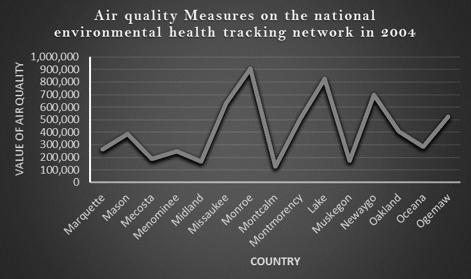 Air quality Measures on the national
environmental health tracking network in 2004
VALUE OF AIR QUALITY
1,000,000
900,000
800,000
700,000
600,000
500,000
400,000
300,000
200,000
100,000
0
Marquette
Mason
Mecosta
Menominee
Midland
Missaukee
Monroe
Montcalm
Montmorency
Lake
Muskegon
Newaygo
Oakland
Oceana
Ogemaw
COUNTRY